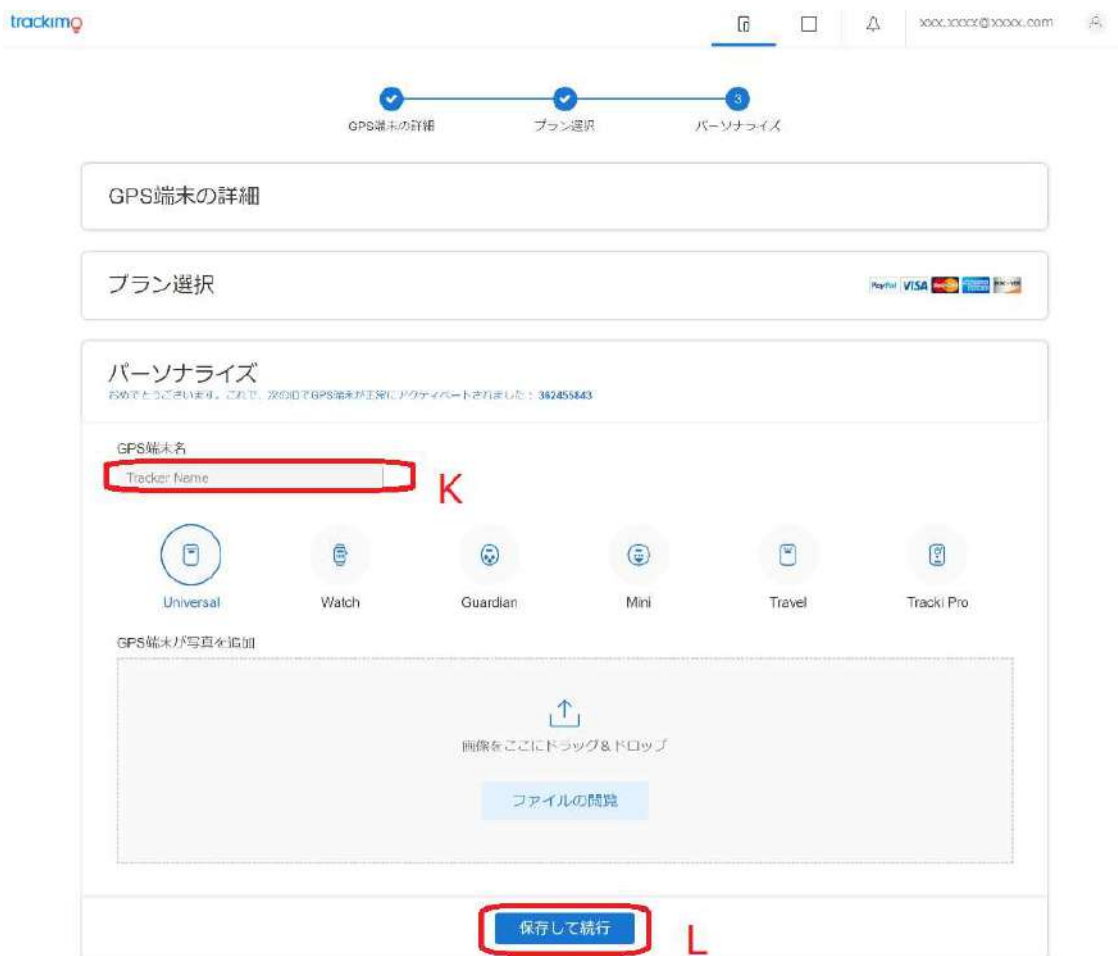 trackimo
xxx.xxxx@xxxx.com
3
GPS端末の詳細
プラン選択
パーソナライズ
GPS端末の詳細
プラン選択
PayPal VISA
パーソナライズ
おめでとうございます。これで、次のIDでGPS端末が正常にアクティベートされました： 362455843
GPS端末名
Tracker Name
K
Universal
Watch
Guardian
Mini
Travel
Tracki Pro
GPS端末が写真を追加
画像をここにドラッグ&ドロップ
ファイルの閲覧
保存して続行
L